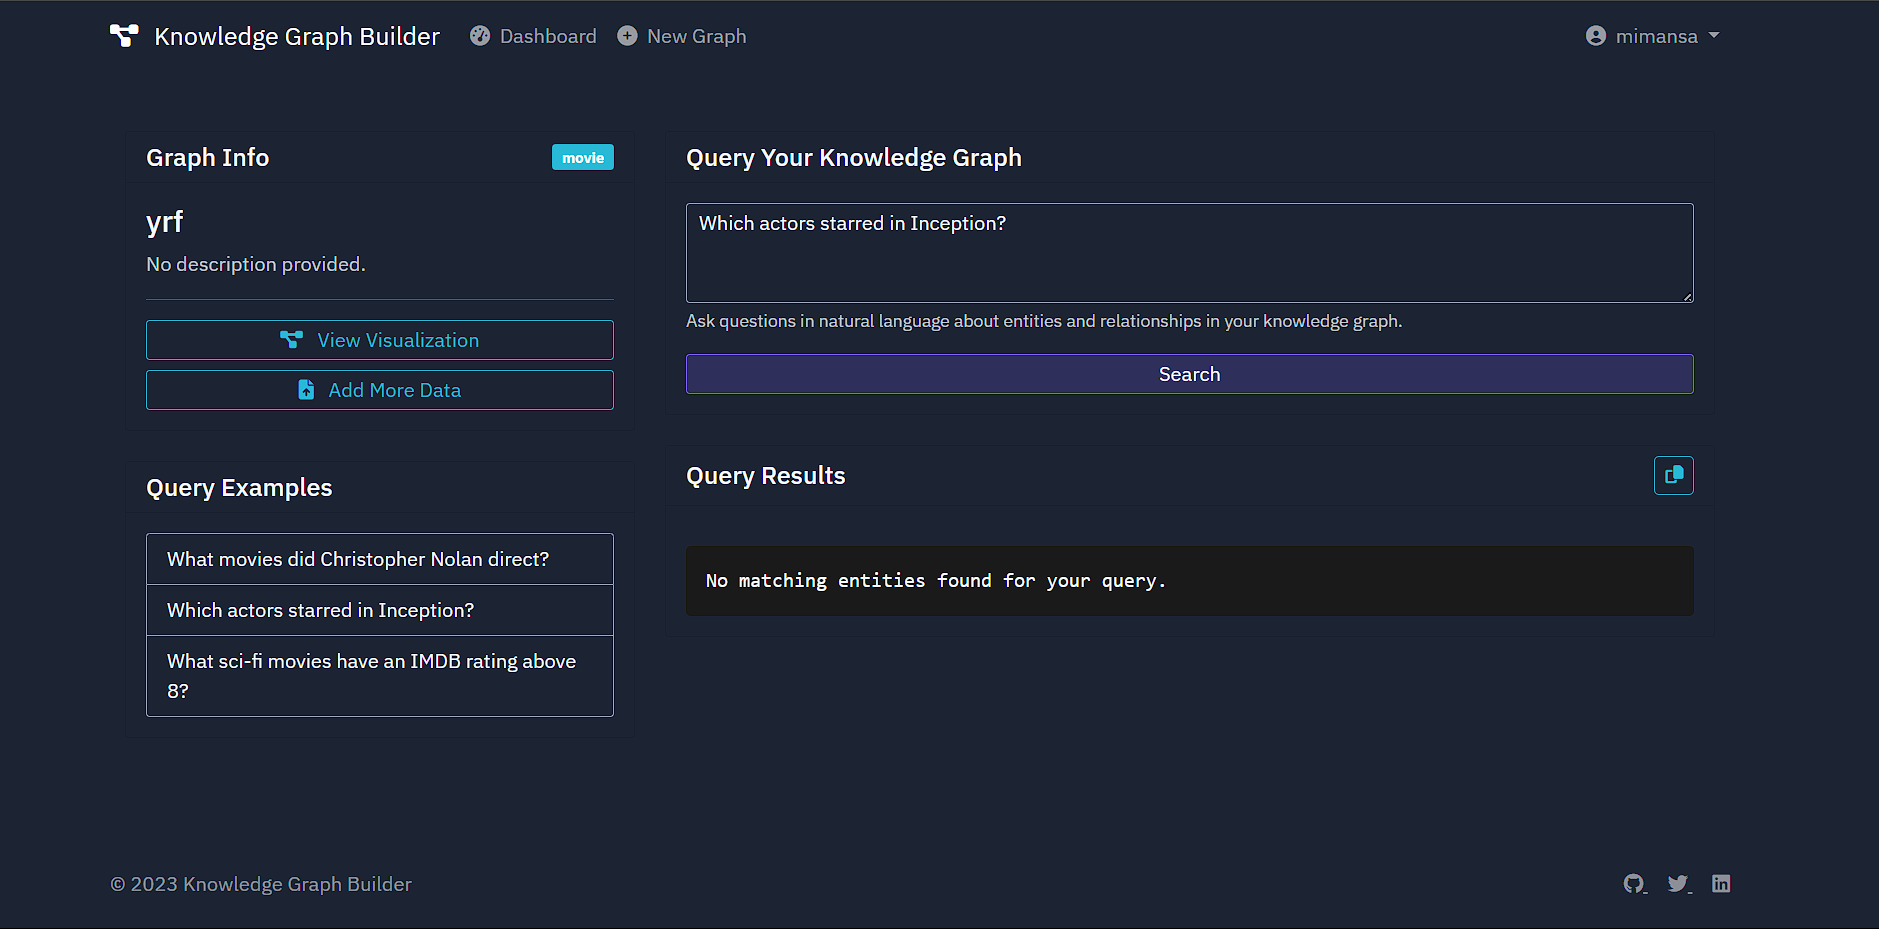 Knowledge Graph Builder Dashboard New Graph mimansa
Graph Info movie
yrf
No description provided.
View Visualization
Add More Data
Query Examples
What movies did Christopher Nolan direct?
Which actors starred in Inception?
What sci-fi movies have an IMDB rating above
8?
Query Your Knowledge Graph
Which actors starred in Inception?
Ask questions in natural language about entities and relationships in your knowledge graph.
Search
Query Results
No matching entities found for your query.
© 2023 Knowledge Graph Builder